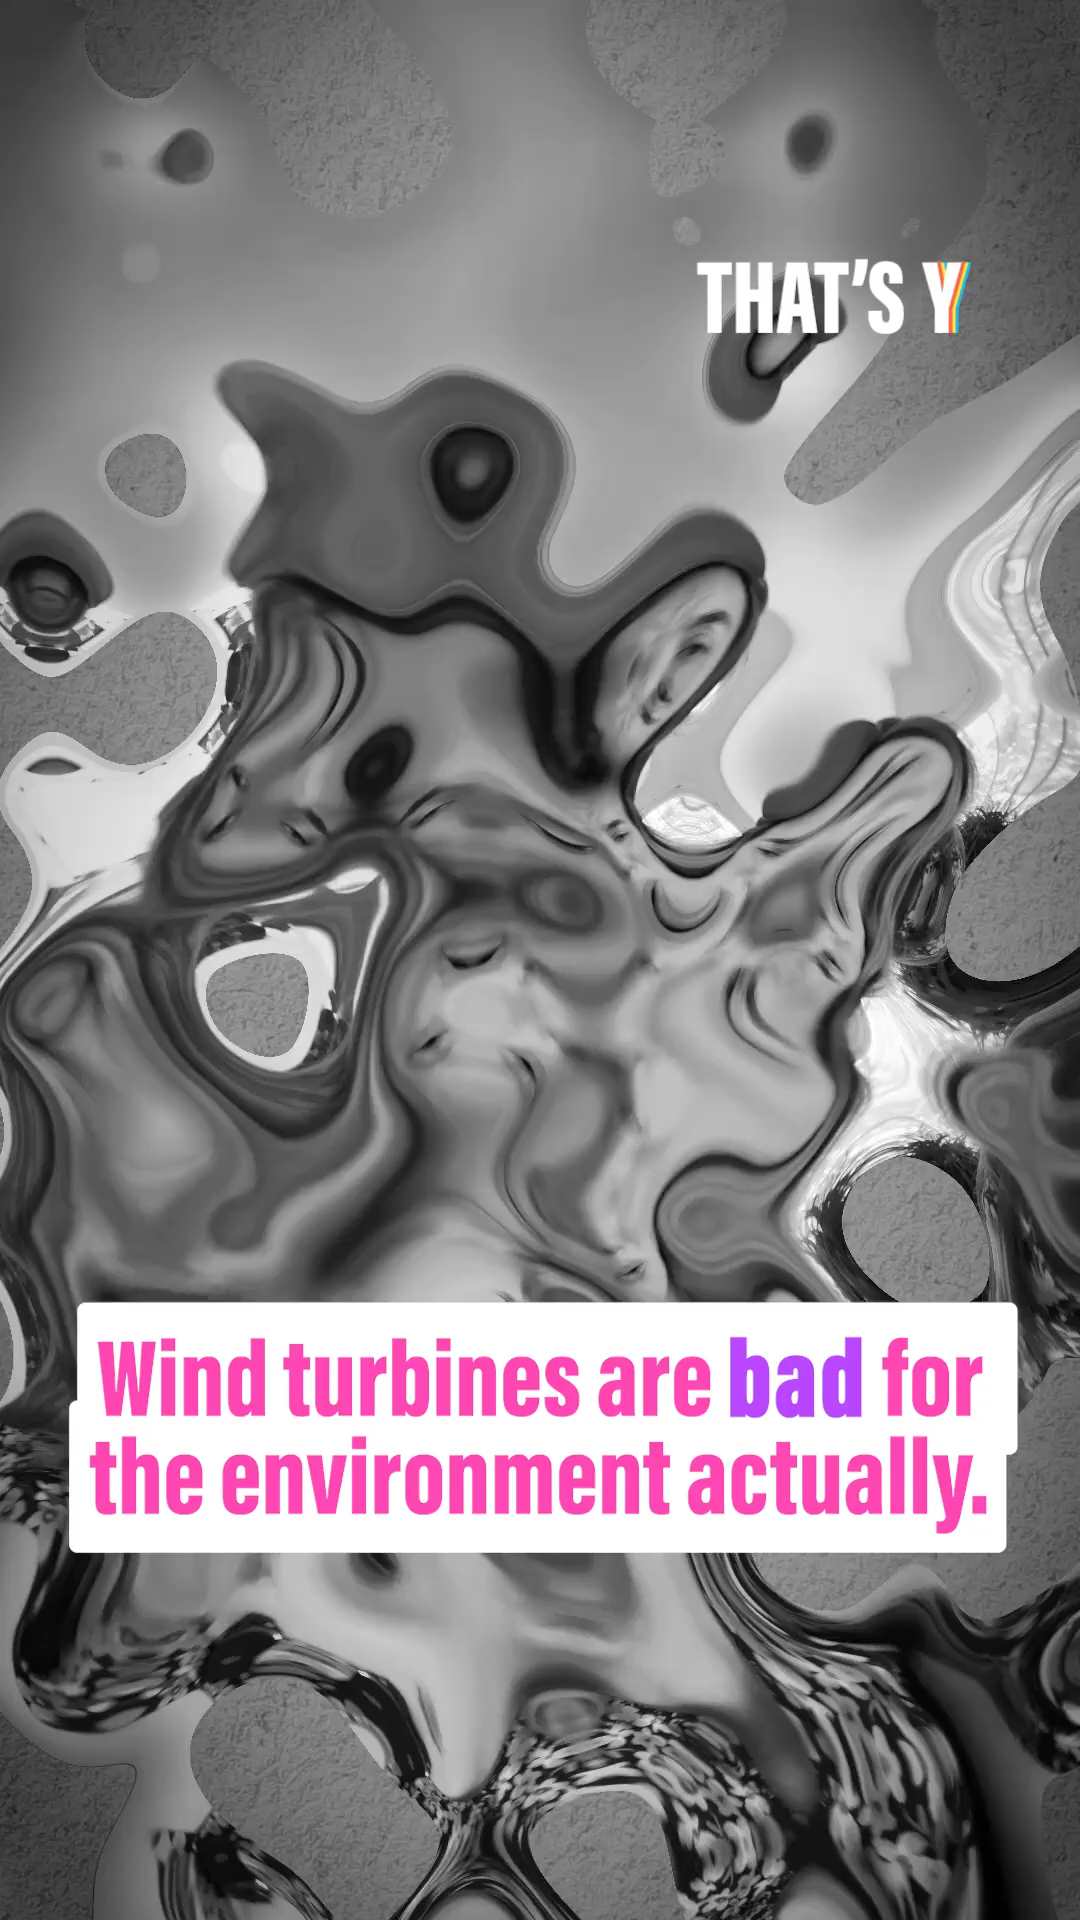 THAT'S Y
Wind turbines are bad for
the environment actually.